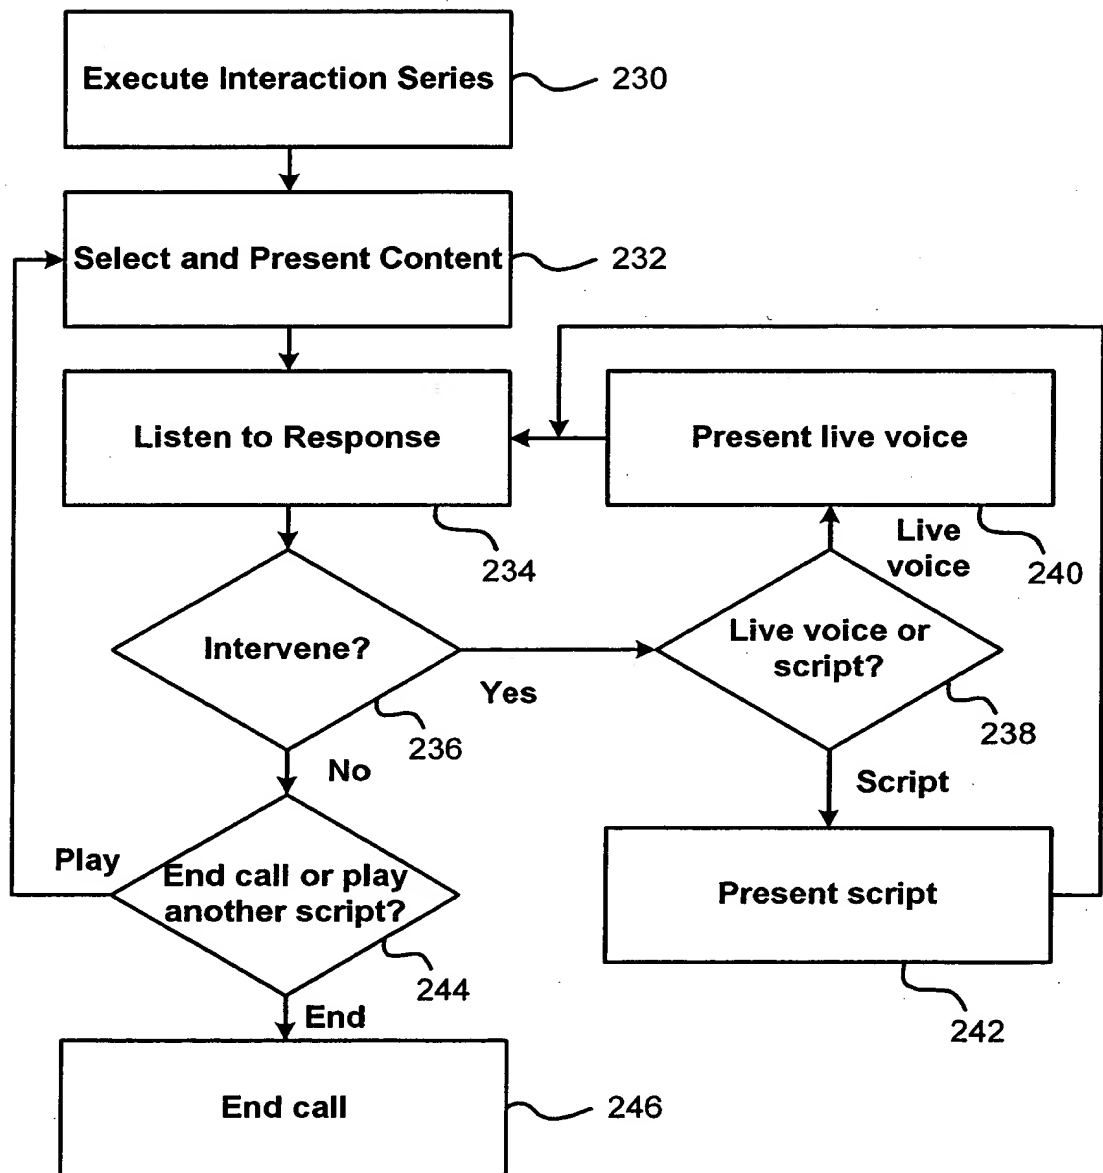 Execute Interaction Series
230
Select and Present Content
232
Listen to Response
234
Present live voice
240
Live
voice
Intervene?
236
Yes
No
Live voice or
script?
238
Script
Present script
242
Play
End call or play
another script?
244
End
End call
246